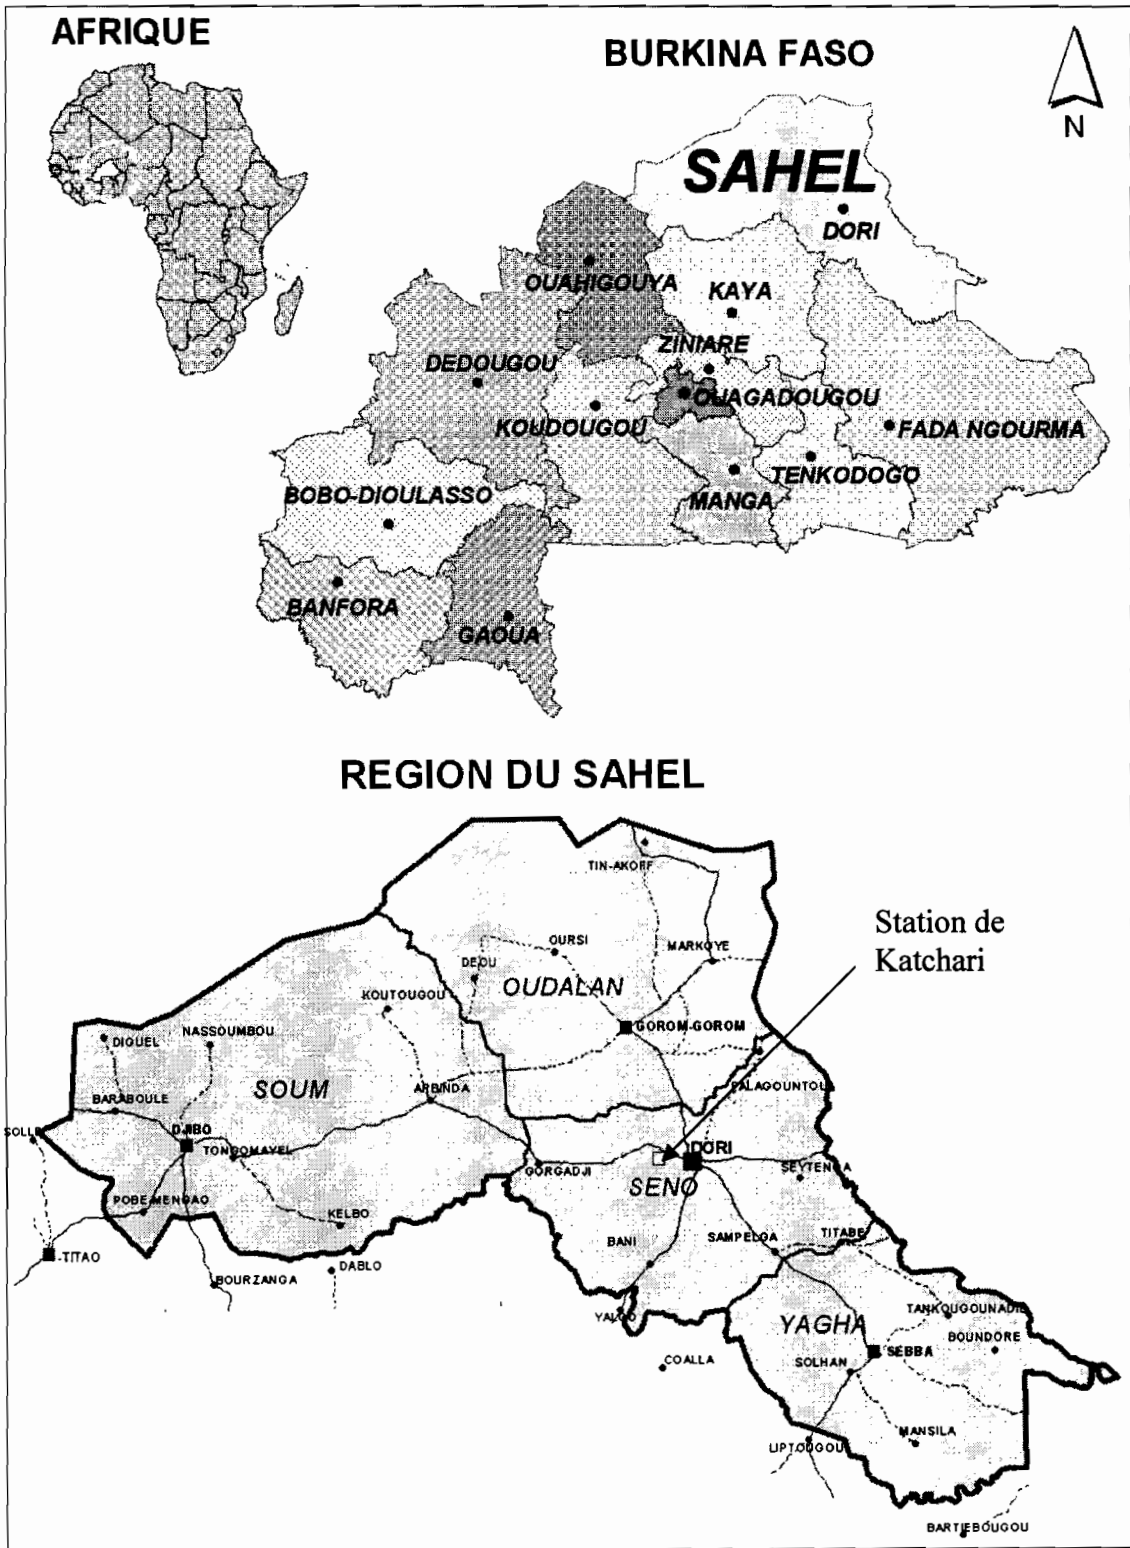 AFRIQUE
BURKINA FASO
N
SAHEL
DORI
OUAHIGOUYA
KAYA
ZINIARE
DEDOUGOU
OUAGADOUGOU
KOUDOUGOU
FADA NGOURMA
TENKODOGO
BOBO-DIOULASSO
MANGA
BANFORA
GAOUA
REGION DU SAHEL
TIN-AKOFF
Station de
Katchari
OURSI
MARKOYE
DEOU
OUDALAN
KOUTOUGOU
GOROM-GOROM
NASSOUMBOU
DIGUEL
SOUM
ARBINDA
FALAGOUNTOU
BARABOULE
SOLLE
DJIBO
TONGOMAYEL
DORI
GORGADJI
SEYTENGA
SENO
POBE-MENGAO
KELBO
BANI
SAMPELGA
TITABE
TITAO
DABLO
BOURZANGA
TANKOUGOUNADIE
YALGO
YAGHA
BOUNDORE
SEBBA
COALLA
SOLHAN
MANSILA
LIPTOUGOU
BARTIEBOUGOU